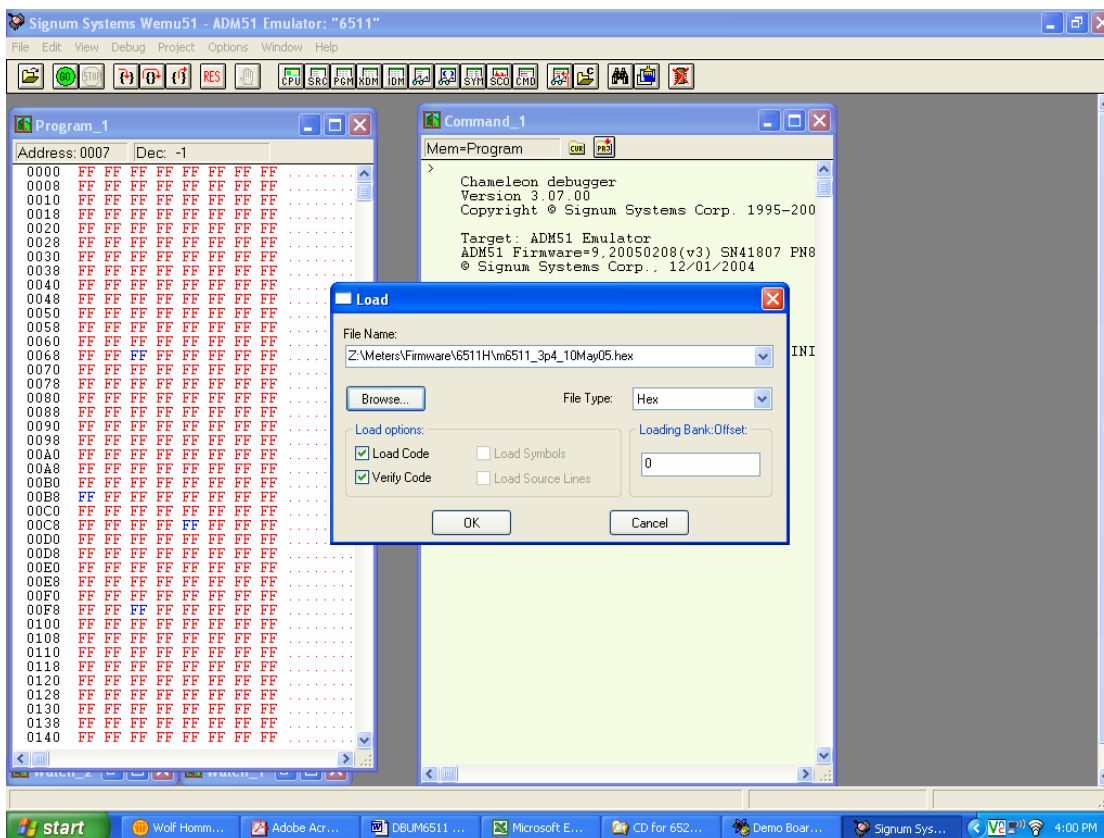 Signum Systems Wemu51 - ADM51 Emulator: "6511"
File Edit View Debug Project Options Window Help
GO STOP RES CPU SRC PGM XDM IDM SYM SCO CMD
Program_1
Address: 0007 Dec: -1
0000 FF FF FF FF FF FF FF FF ........
0008 FF FF FF FF FF FF FF FF ........
0010 FF FF FF FF FF FF FF FF ........
0018 FF FF FF FF FF FF FF FF ........
0020 FF FF FF FF FF FF FF FF ........
0028 FF FF FF FF FF FF FF FF ........
0030 FF FF FF FF FF FF FF FF ........
0038 FF FF FF FF FF FF FF FF ........
0040 FF FF FF FF FF FF FF FF
0048 FF FF FF FF FF FF FF FF
0050 FF FF FF FF FF FF FF FF
0058 FF FF FF FF FF FF FF FF
0060 FF FF FF FF FF FF FF FF
0068 FF FF FF FF FF FF FF FF
0070 FF FF FF FF FF FF FF FF
0078 FF FF FF FF FF FF FF FF
0080 FF FF FF FF FF FF FF FF
0088 FF FF FF FF FF FF FF FF
0090 FF FF FF FF FF FF FF FF
0098 FF FF FF FF FF FF FF FF
00A0 FF FF FF FF FF FF FF FF
00A8 FF FF FF FF FF FF FF FF
00B0 FF FF FF FF FF FF FF FF
00B8 FF FF FF FF FF FF FF FF
00C0 FF FF FF FF FF FF FF FF
00C8 FF FF FF FF FF FF FF FF
00D0 FF FF FF FF FF FF FF FF
00D8 FF FF FF FF FF FF FF FF ........
00E0 FF FF FF FF FF FF FF FF ........
00E8 FF FF FF FF FF FF FF FF ........
00F0 FF FF FF FF FF FF FF FF ........
00F8 FF FF FF FF FF FF FF FF ........
0100 FF FF FF FF FF FF FF FF ........
0108 FF FF FF FF FF FF FF FF ........
0110 FF FF FF FF FF FF FF FF ........
0118 FF FF FF FF FF FF FF FF ........
0120 FF FF FF FF FF FF FF FF ........
0128 FF FF FF FF FF FF FF FF ........
0130 FF FF FF FF FF FF FF FF ........
0138 FF FF FF FF FF FF FF FF ........
0140 FF FF FF FF FF FF FF FF ........
Watch_2 Watch_1
Command_1
Mem=Program CUR PRJ
>
Chameleon debugger
Version 3.07.00
Copyright © Signum Systems Corp. 1995-200
Target: ADM51 Emulator
ADM51 Firmware=9,20050208(v3) SN41807 PN8
© Signum Systems Corp., 12/01/2004
INI
Load
File Name:
Z:\Meters\Firmware\6511H\m6511_3p4_10May05.hex
Browse... File Type: Hex
Load options: Loading Bank:Offset:
Load Code Load Symbols 0
Verify Code Load Source Lines
OK Cancel
start Wolf Homm... Adobe Acr... DBUM6511 ... Microsoft E... CD for 652... Demo Boar... Signum Sys... 4:00 PM